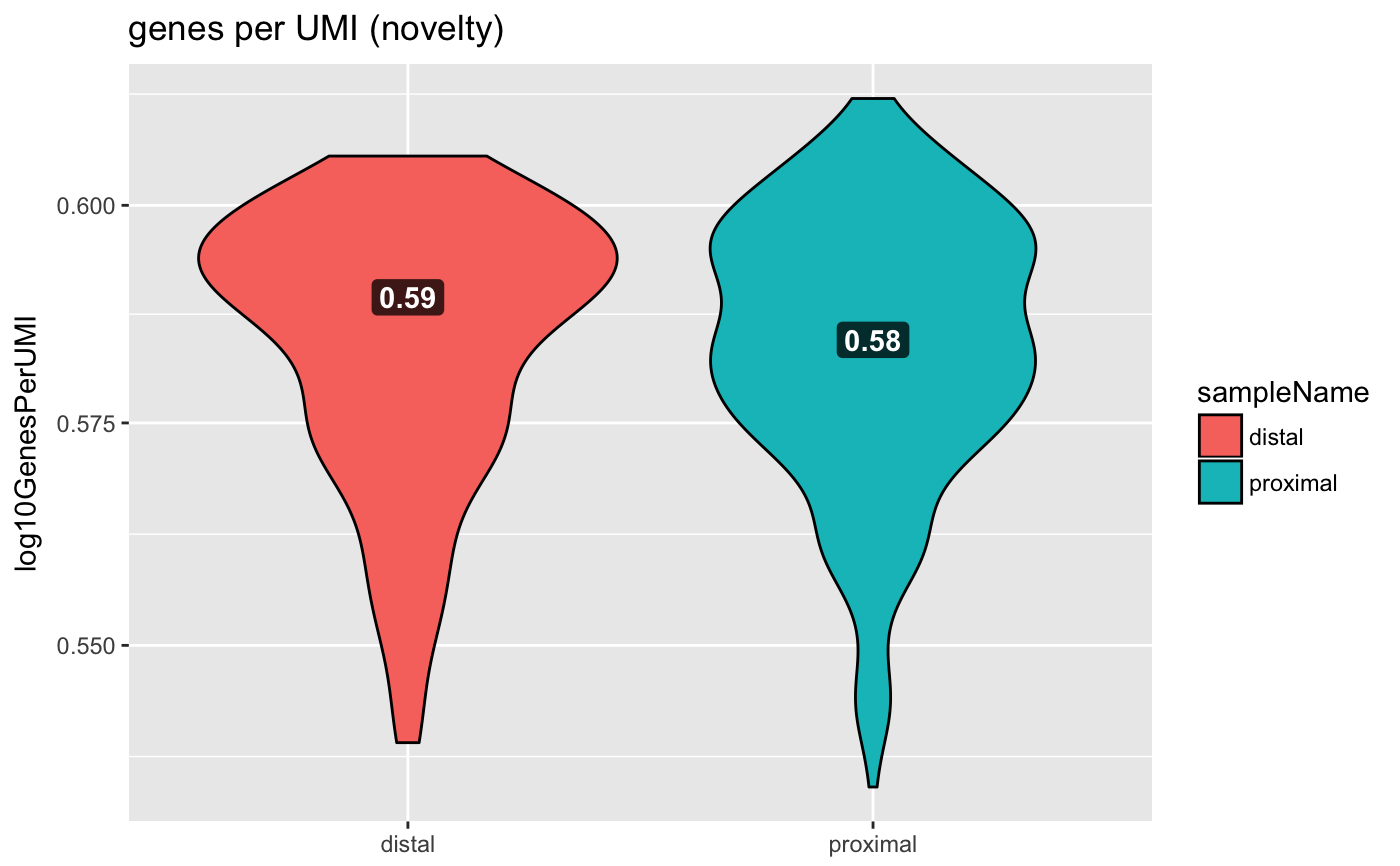 genes per UMI (novelty)
log10GenesPerUMI
0.600
0.575
0.550
0.59
0.58
distal
proximal
sampleName
distal
proximal